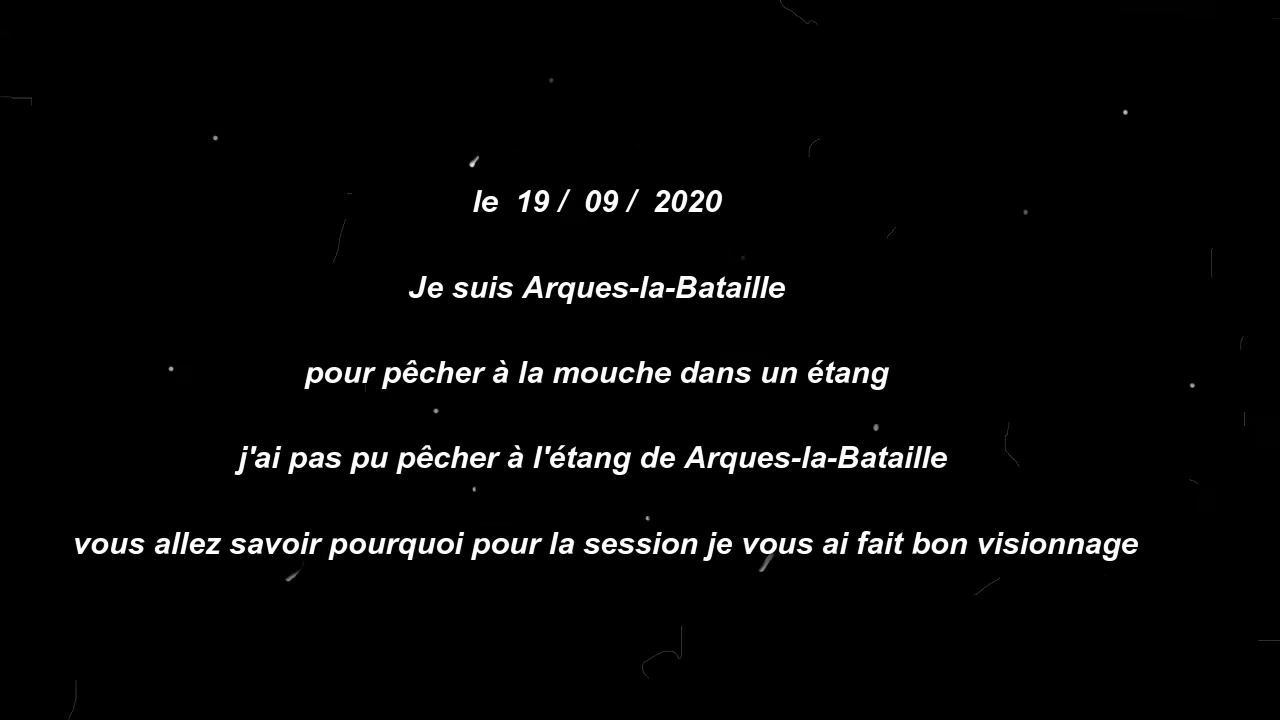 le 19 / 09 / 2020
Je suis Arques-la-Bataille
pour pêcher à la mouche dans un étang
j'ai pas pu pêcher à l'étang de Arques-la-Bataille
vous allez savoir pourquoi pour la session je vous ai fait bon visionnage